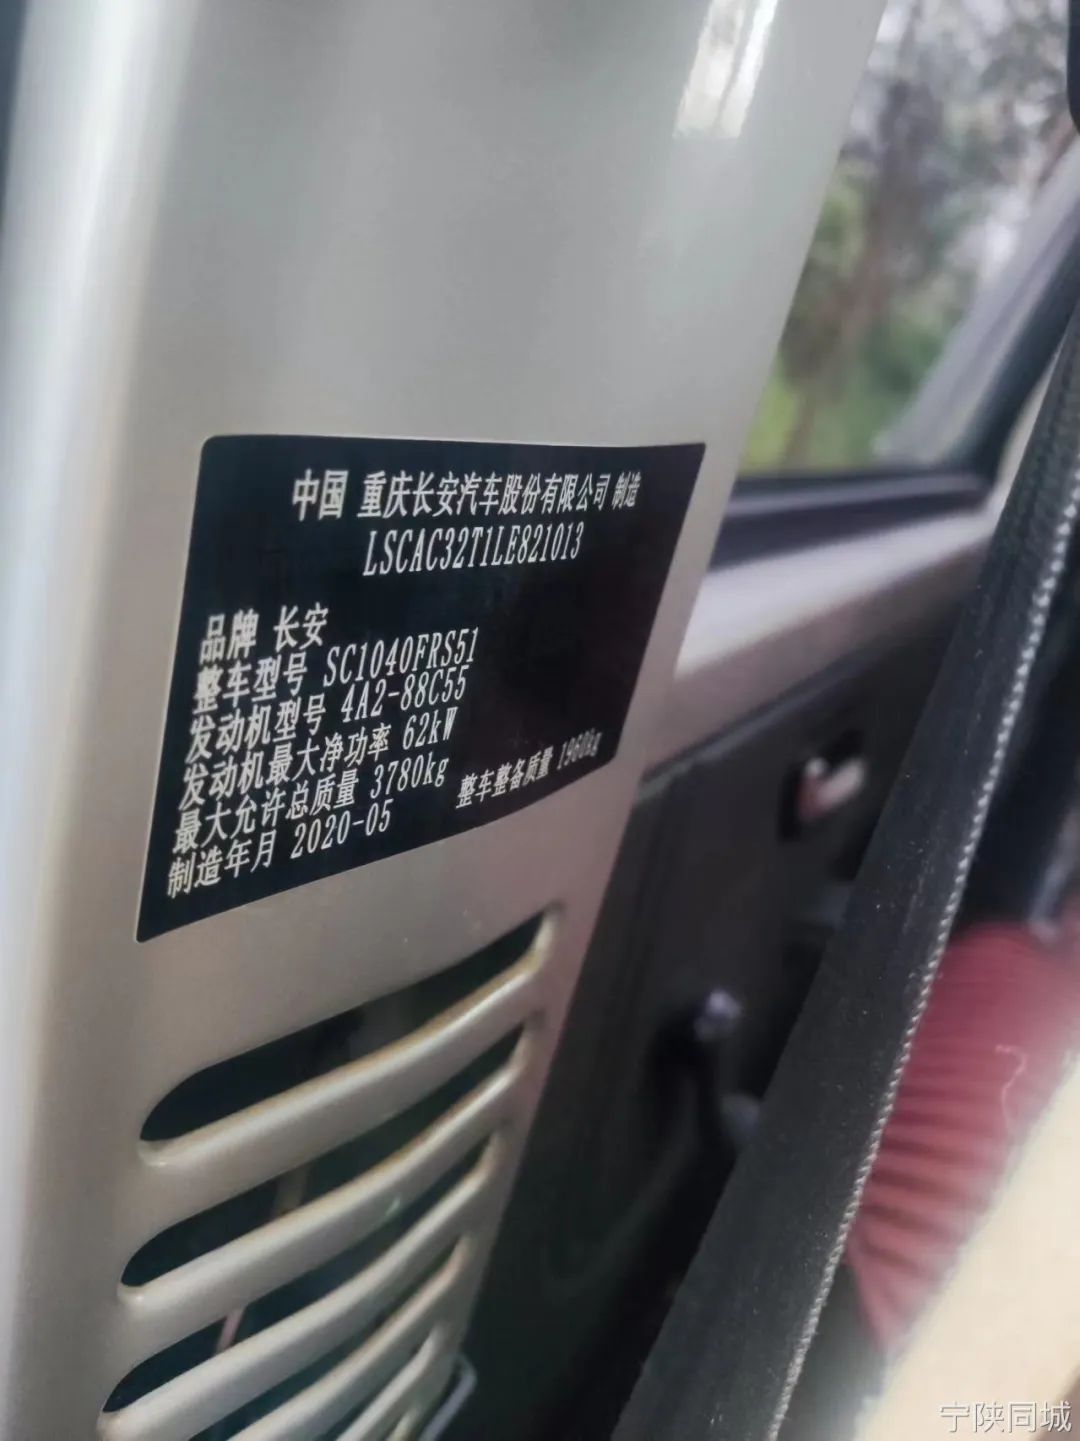 中国 重庆长安汽车股份有限公司 制造
LSCAC32T1LE821013
品牌 长安
整车型号 SC1040FRS51
发动机型号 4A2-88C55
发动机最大净功率 62kW
最大允许总质量 3780kg 整车整备质量 1960kg
制造年月 2020-05
宁陕同城